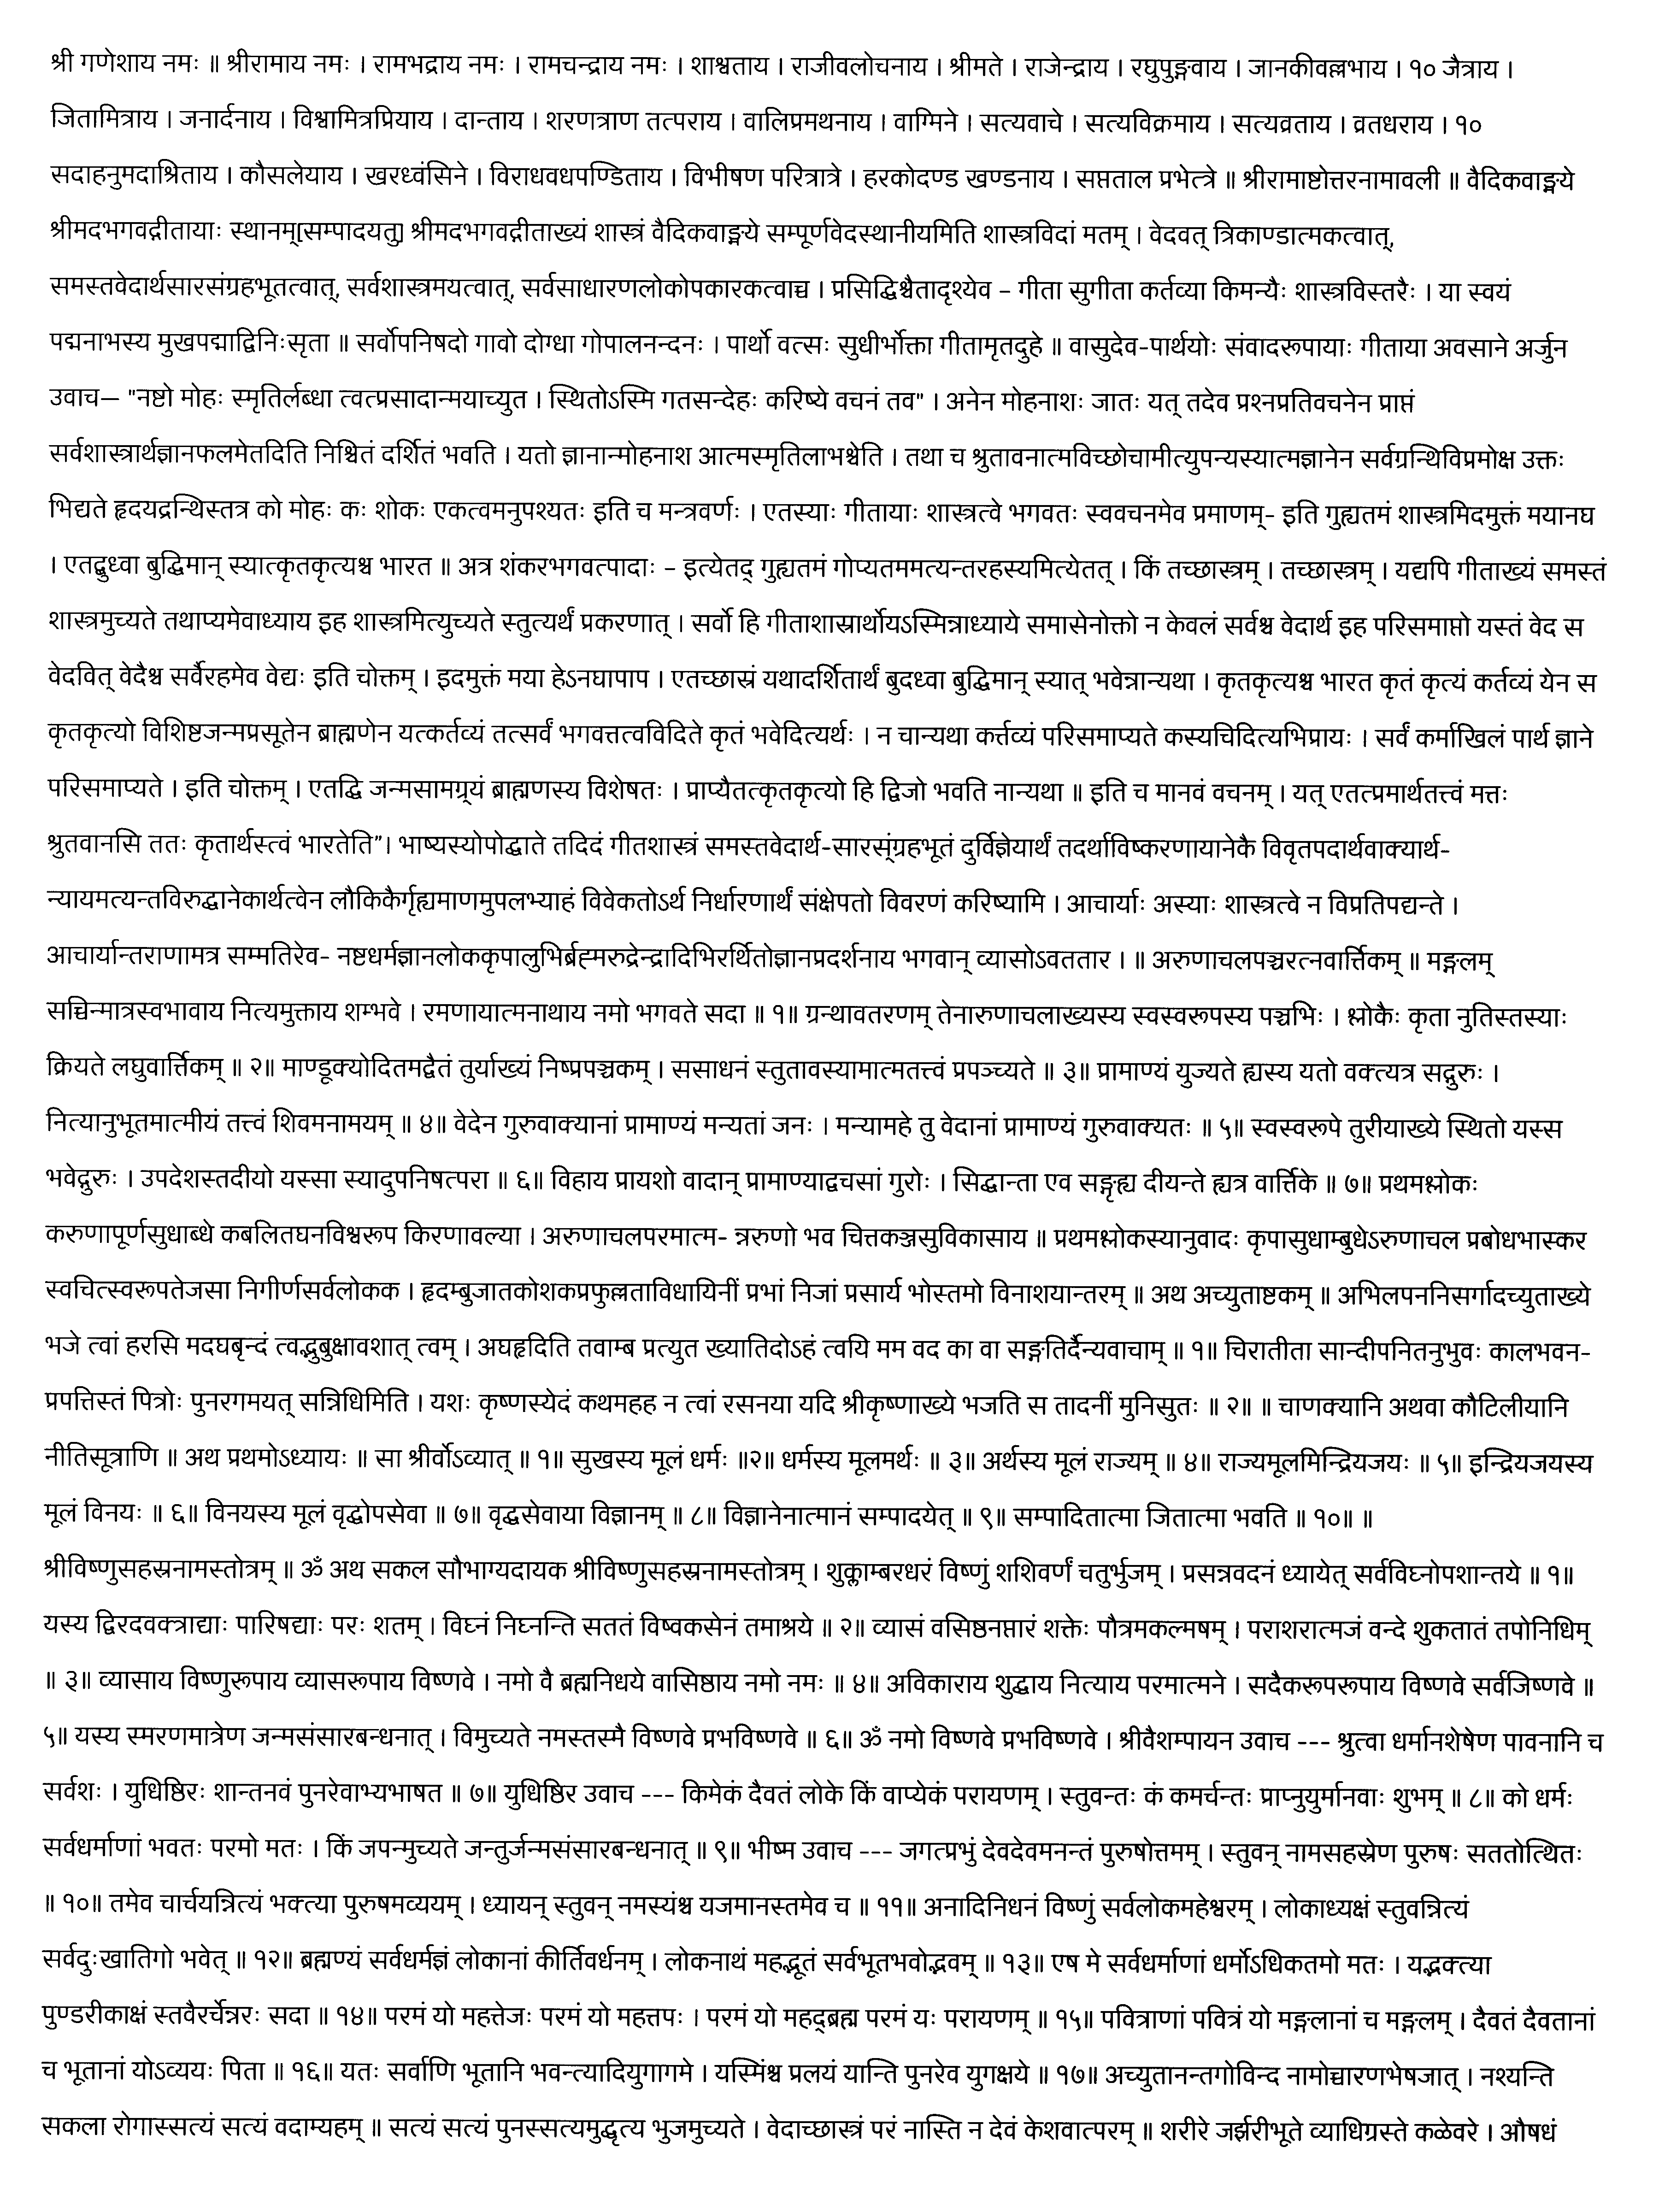 श्री गणेशाय नमः ॥ श्रीरामाय नमः । रामभद्राय नमः । रामचन्द्राय नमः । शाश्वताय । राजीवलोचनाय । श्रीमते । राजेन्द्राय । रघुपुङ्गवाय । जानकीवल्लभाय । १० जैत्राय ।
जितामित्राय । जनार्दनाय । विश्वामित्रप्रियाय । दान्ताय । शरणत्राण तत्पराय । वालिप्रमथनाय । वाग्मिने । सत्यवाचे । सत्यविक्रमाय । सत्यव्रताय । व्रतधराय । १०
सदाहनुमदाश्रिताय । कौसलेयाय । खरध्वंसिने । विराधवधपण्डिताय । विभीषण परित्रात्रे । हरकोदण्ड खण्डनाय । सप्तताल प्रभेत्त्रे ॥ श्रीरामाष्टोत्तरनामावली ॥ वैदिकवाङ्मये
श्रीमदभगवद्गीतायाः स्थानम्[सम्पादयतु] श्रीमदभगवद्गीताख्यं शास्त्रं वैदिकवाङ्मये सम्पूर्णवेदस्थानीयमिति शास्त्रविदां मतम् । वेदवत् त्रिकाण्डात्मकत्वात्,
समस्तवेदार्थसारसंग्रहभूतत्वात्, सर्वशास्त्रमयत्वात्, सर्वसाधारणलोकोपकारकत्वाच्च । प्रसिद्धिश्चैतादृश्येव – गीता सुगीता कर्तव्या किमन्यैः शास्त्रविस्तरैः । या स्वयं
पद्मनाभस्य मुखपद्माद्विनिःसृता ॥ सर्वोपनिषदो गावो दोग्धा गोपालनन्दनः । पार्थो वत्सः सुधीर्भोक्ता गीतामृतदुहे ॥ वासुदेव-पार्थयोः संवादरूपायाः गीताया अवसाने अर्जुन
उवाच— "नष्टो मोहः स्मृतिर्लब्धा त्वत्प्रसादान्मयाच्युत । स्थितोऽस्मि गतसन्देहः करिष्ये वचनं तव" । अनेन मोहनाशः जातः यत् तदेव प्रश्नप्रतिवचनेन प्राप्तं
सर्वशास्त्रार्थज्ञानफलमेतदिति निश्चितं दर्शितं भवति । यतो ज्ञानान्मोहनाश आत्मस्मृतिलाभश्चेति । तथा च श्रुतावनात्मविच्छोचामीत्युपन्यस्यात्मज्ञानेन सर्वग्रन्थिविप्रमोक्ष उक्तः
भिद्यते हृदयद्रन्थिस्तत्र को मोहः कः शोकः एकत्वमनुपश्यतः इति च मन्त्रवर्णः । एतस्याः गीतायाः शास्त्रत्वे भगवतः स्ववचनमेव प्रमाणम्- इति गुह्यतमं शास्त्रमिदमुक्तं मयानघ
। एतद्बुध्वा बुद्धिमान् स्यात्कृतकृत्यश्च भारत ॥ अत्र शंकरभगवत्पादाः – इत्येतद् गुह्यतमं गोप्यतममत्यन्तरहस्यमित्येतत् । किं तच्छास्त्रम् । तच्छास्त्रम् । यद्यपि गीताख्यं समस्तं
शास्त्रमुच्यते तथाप्यमेवाध्याय इह शास्त्रमित्युच्यते स्तुत्यर्थं प्रकरणात् । सर्वो हि गीताशास्रार्थोयऽस्मिन्नाध्याये समासेनोक्तो न केवलं सर्वश्च वेदार्थ इह परिसमाप्तो यस्तं वेद स
वेदवित् वेदैश्च सर्वैरहमेव वेद्यः इति चोक्तम् । इदमुक्तं मया हेऽनघापाप । एतच्छास्रं यथादर्शितार्थं बुदध्वा बुद्धिमान् स्यात् भवेन्नान्यथा । कृतकृत्यश्च भारत कृतं कृत्यं कर्तव्यं येन स
कृतकृत्यो विशिष्टजन्मप्रसूतेन ब्राह्मणेन यत्कर्तव्यं तत्सर्वं भगवत्तत्वविदिते कृतं भवेदित्यर्थः । न चान्यथा कर्त्तव्यं परिसमाप्यते कस्यचिदित्यभिप्रायः । सर्वं कर्माखिलं पार्थ ज्ञाने
परिसमाप्यते । इति चोक्तम् । एतद्धि जन्मसामग्र्यं ब्राह्मणस्य विशेषतः । प्राप्यैतत्कृतकृत्यो हि द्विजो भवति नान्यथा ॥ इति च मानवं वचनम् । यत् एतत्प्रमार्थतत्त्वं मत्तः
श्रुतवानसि ततः कृतार्थस्त्वं भारतेति”। भाष्यस्योपोद्घाते तदिदं गीतशास्त्रं समस्तवेदार्थ-सारस्ंग्रहभूतं दुर्विज्ञेयार्थं तदर्थाविष्करणायानेकै विवृतपदार्थवाक्यार्थ-
न्यायमत्यन्तविरुद्धानेकार्थत्वेन लौकिकैर्गृह्यमाणमुपलभ्याहं विवेकतोऽर्थ निर्धारणार्थं संक्षेपतो विवरणं करिष्यामि । आचार्याः अस्याः शास्त्रत्वे न विप्रतिपद्यन्ते ।
आचार्यान्तराणामत्र सम्मतिरेव- नष्टधर्मज्ञानलोककृपालुभिर्ब्रह्मरुद्रेन्द्रादिभिरर्थितोज्ञानप्रदर्शनाय भगवान् व्यासोऽवततार । ॥ अरुणाचलपञ्चरत्नवार्त्तिकम् ॥ मङ्गलम्
सच्चिन्मात्रस्वभावाय नित्यमुक्ताय शम्भवे । रमणायात्मनाथाय नमो भगवते सदा ॥ १॥ ग्रन्थावतरणम् तेनारुणाचलाख्यस्य स्वस्वरूपस्य पञ्चभिः । श्लोकैः कृता नुतिस्तस्याः
क्रियते लघुवार्त्तिकम् ॥ २॥ माण्डूक्योदितमद्वैतं तुर्याख्यं निष्प्रपञ्चकम् । ससाधनं स्तुतावस्यामात्मतत्त्वं प्रपञ्च्यते ॥ ३॥ प्रामाण्यं युज्यते ह्यस्य यतो वक्त्यत्र सद्गुरुः ।
नित्यानुभूतमात्मीयं तत्त्वं शिवमनामयम् ॥ ४॥ वेदेन गुरुवाक्यानां प्रामाण्यं मन्यतां जनः । मन्यामहे तु वेदानां प्रामाण्यं गुरुवाक्यतः ॥ ५॥ स्वस्वरूपे तुरीयाख्ये स्थितो यस्स
भवेद्गुरुः । उपदेशस्तदीयो यस्सा स्यादुपनिषत्परा ॥ ६॥ विहाय प्रायशो वादान् प्रामाण्याद्वचसां गुरोः । सिद्धान्ता एव सङ्गृह्य दीयन्ते ह्यत्र वार्त्तिके ॥ ७॥ प्रथमश्लोकः
करुणापूर्णसुधाब्धे कबलितघनविश्वरूप किरणावल्या । अरुणाचलपरमात्म- न्नरुणो भव चित्तकञ्जसुविकासाय ॥ प्रथमश्लोकस्यानुवादः कृपासुधाम्बुधेऽरुणाचल प्रबोधभास्कर
स्वचित्स्वरूपतेजसा निगीर्णसर्वलोकक । हृदम्बुजातकोशकप्रफुल्लताविधायिनीं प्रभां निजां प्रसार्य भोस्तमो विनाशयान्तरम् ॥ अथ अच्युताष्टकम् ॥ अभिलपननिसर्गादच्युताख्ये
भजे त्वां हरसि मदघबृन्दं त्वद्भुबुक्षावशात् त्वम् । अघहृदिति तवाम्ब प्रत्युत ख्यातिदोऽहं त्वयि मम वद का वा सङ्गतिर्दैन्यवाचाम् ॥ १॥ चिरातीता सान्दीपनितनुभुवः कालभवन-
प्रपत्तिस्तं पित्रोः पुनरगमयत् सन्निधिमिति । यशः कृष्णस्येदं कथमहह न त्वां रसनया यदि श्रीकृष्णाख्ये भजति स तादनीं मुनिसुतः ॥ २॥ ॥ चाणक्यानि अथवा कौटिलीयानि
नीतिसूत्राणि ॥ अथ प्रथमोऽध्यायः ॥ सा श्रीर्वोऽव्यात् ॥ १॥ सुखस्य मूलं धर्मः ॥२॥ धर्मस्य मूलमर्थः ॥ ३॥ अर्थस्य मूलं राज्यम् ॥ ४॥ राज्यमूलमिन्द्रियजयः ॥ ५॥ इन्द्रियजयस्य
मूलं विनयः ॥ ६॥ विनयस्य मूलं वृद्धोपसेवा ॥ ७॥ वृद्धसेवाया विज्ञानम् ॥ ८॥ विज्ञानेनात्मानं सम्पादयेत् ॥ ९॥ सम्पादितात्मा जितात्मा भवति ॥ १०॥ ॥
श्रीविष्णुसहस्रनामस्तोत्रम् ॥ ॐ अथ सकल सौभाग्यदायक श्रीविष्णुसहस्रनामस्तोत्रम् । शुक्लाम्बरधरं विष्णुं शशिवर्णं चतुर्भुजम् । प्रसन्नवदनं ध्यायेत् सर्वविघ्नोपशान्तये ॥ १॥
यस्य द्विरदवक्त्राद्याः पारिषद्याः परः शतम् । विघ्नं निघ्नन्ति सततं विष्वकसेनं तमाश्रये ॥ २॥ व्यासं वसिष्ठनप्तारं शक्तेः पौत्रमकल्मषम् । पराशरात्मजं वन्दे शुकतातं तपोनिधिम्
॥ ३॥ व्यासाय विष्णुरूपाय व्यासरूपाय विष्णवे । नमो वै ब्रह्मनिधये वासिष्ठाय नमो नमः ॥ ४॥ अविकाराय शुद्धाय नित्याय परमात्मने । सदैकरूपरूपाय विष्णवे सर्वजिष्णवे ॥
५॥ यस्य स्मरणमात्रेण जन्मसंसारबन्धनात् । विमुच्यते नमस्तस्मै विष्णवे प्रभविष्णवे ॥ ६॥ ॐ नमो विष्णवे प्रभविष्णवे । श्रीवैशम्पायन उवाच --- श्रुत्वा धर्मानशेषेण पावनानि च
सर्वशः । युधिष्ठिरः शान्तनवं पुनरेवाभ्यभाषत ॥ ७॥ युधिष्ठिर उवाच --- किमेकं दैवतं लोके किं वाप्येकं परायणम् । स्तुवन्तः कं कमर्चन्तः प्राप्नुयुर्मानवाः शुभम् ॥ ८॥ को धर्मः
सर्वधर्माणां भवतः परमो मतः । किं जपन्मुच्यते जन्तुर्जन्मसंसारबन्धनात् ॥ ९॥ भीष्म उवाच --- जगत्प्रभुं देवदेवमनन्तं पुरुषोत्तमम् । स्तुवन् नामसहस्रेण पुरुषः सततोत्थितः
॥ १०॥ तमेव चार्चयन्नित्यं भक्त्या पुरुषमव्ययम् । ध्यायन् स्तुवन् नमस्यंश्च यजमानस्तमेव च ॥ ११॥ अनादिनिधनं विष्णुं सर्वलोकमहेश्वरम् । लोकाध्यक्षं स्तुवन्नित्यं
सर्वदुःखातिगो भवेत् ॥ १२॥ ब्रह्मण्यं सर्वधर्मज्ञं लोकानां कीर्तिवर्धनम् । लोकनाथं महद्भूतं सर्वभूतभवोद्भवम् ॥ १३॥ एष मे सर्वधर्माणां धर्मोऽधिकतमो मतः । यद्भक्त्या
पुण्डरीकाक्षं स्तवैरर्चेन्नरः सदा ॥ १४॥ परमं यो महत्तेजः परमं यो महत्तपः । परमं यो महद्ब्रह्म परमं यः परायणम् ॥ १५॥ पवित्राणां पवित्रं यो मङ्गलानां च मङ्गलम् । दैवतं दैवतानां
च भूतानां योऽव्ययः पिता ॥ १६॥ यतः सर्वाणि भूतानि भवन्त्यादियुगागमे । यस्मिंश्च प्रलयं यान्ति पुनरेव युगक्षये ॥ १७॥ अच्युतानन्तगोविन्द नामोच्चारणभेषजात् । नश्यन्ति
सकला रोगास्सत्यं सत्यं वदाम्यहम् ॥ सत्यं सत्यं पुनस्सत्यमुद्धृत्य भुजमुच्यते । वेदाच्छास्त्रं परं नास्ति न देवं केशवात्परम् ॥ शरीरे जर्झरीभूते व्याधिग्रस्ते कळेवरे । औषधं